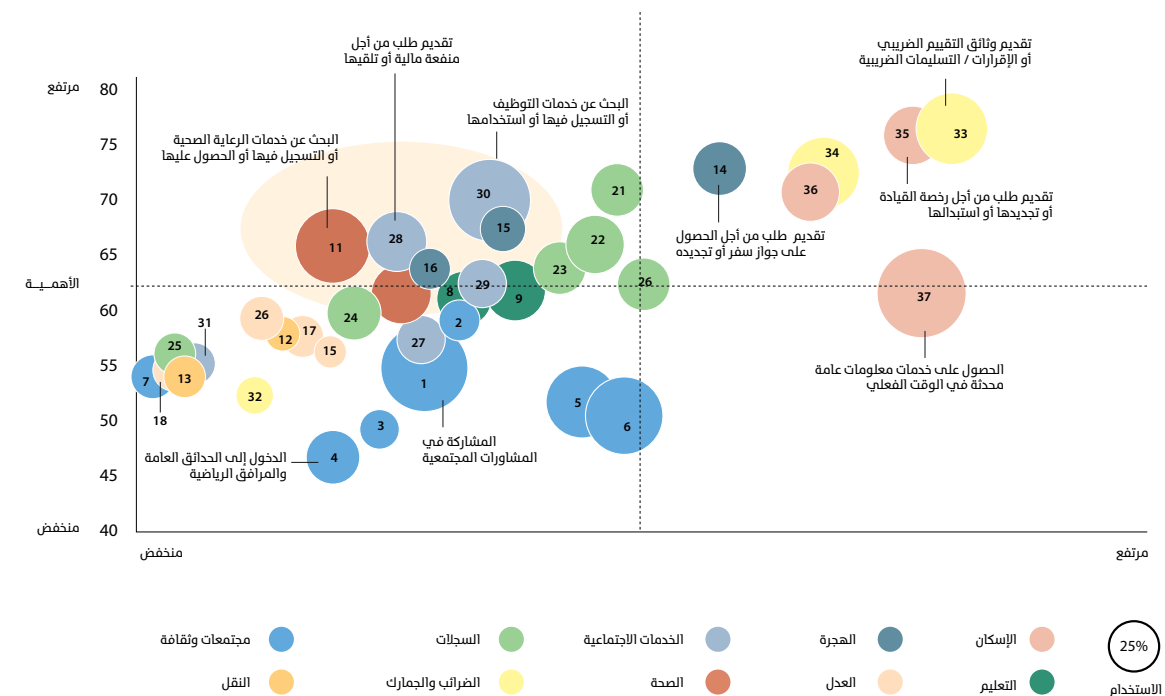 تقديم طلب من أجل
منفعة مالية أو تلقيها
تقديم وثائق التقييم الضريبي
أو الإقرارات / التسليمات الضريبية
مرتفع
80
البحث عن خدمات التوظيف
أو التسجيل فيها أو استخدامها
البحث عن خدمات الرعاية الصحية
أو التسجيل فيها أو الحصول عليها
75
35
33
34
14
70
30
21
36
تقديم طلب من أجل رخصة القيادة
أو تجديدها أو استبدالها
15
28
11
22
تقديم طلب من أجل الحصول
على جواز سفر أو تجديده
65
16
23
الأهمــيــة
29
26
8
9
37
60
24
2
26
31
12
17
27
15
25
55
7
13
1
18
32
الحصول على خدمات معلومات عامة
محدثة في الوقت الفعلي
50
5
6
3
4
المشاركة في
المشاورات المجتمعية
الدخول إلى الحدائق العامة
والمرافق الرياضية
45
منخفض
40
منخفض
مرتفع
25%
الاستخدام
الإسكان
الهجرة
الخدمات الاجتماعية
السجلات
مجتمعات وثقافة
التعليم
العدل
الصحة
الضرائب والجمارك
النقل